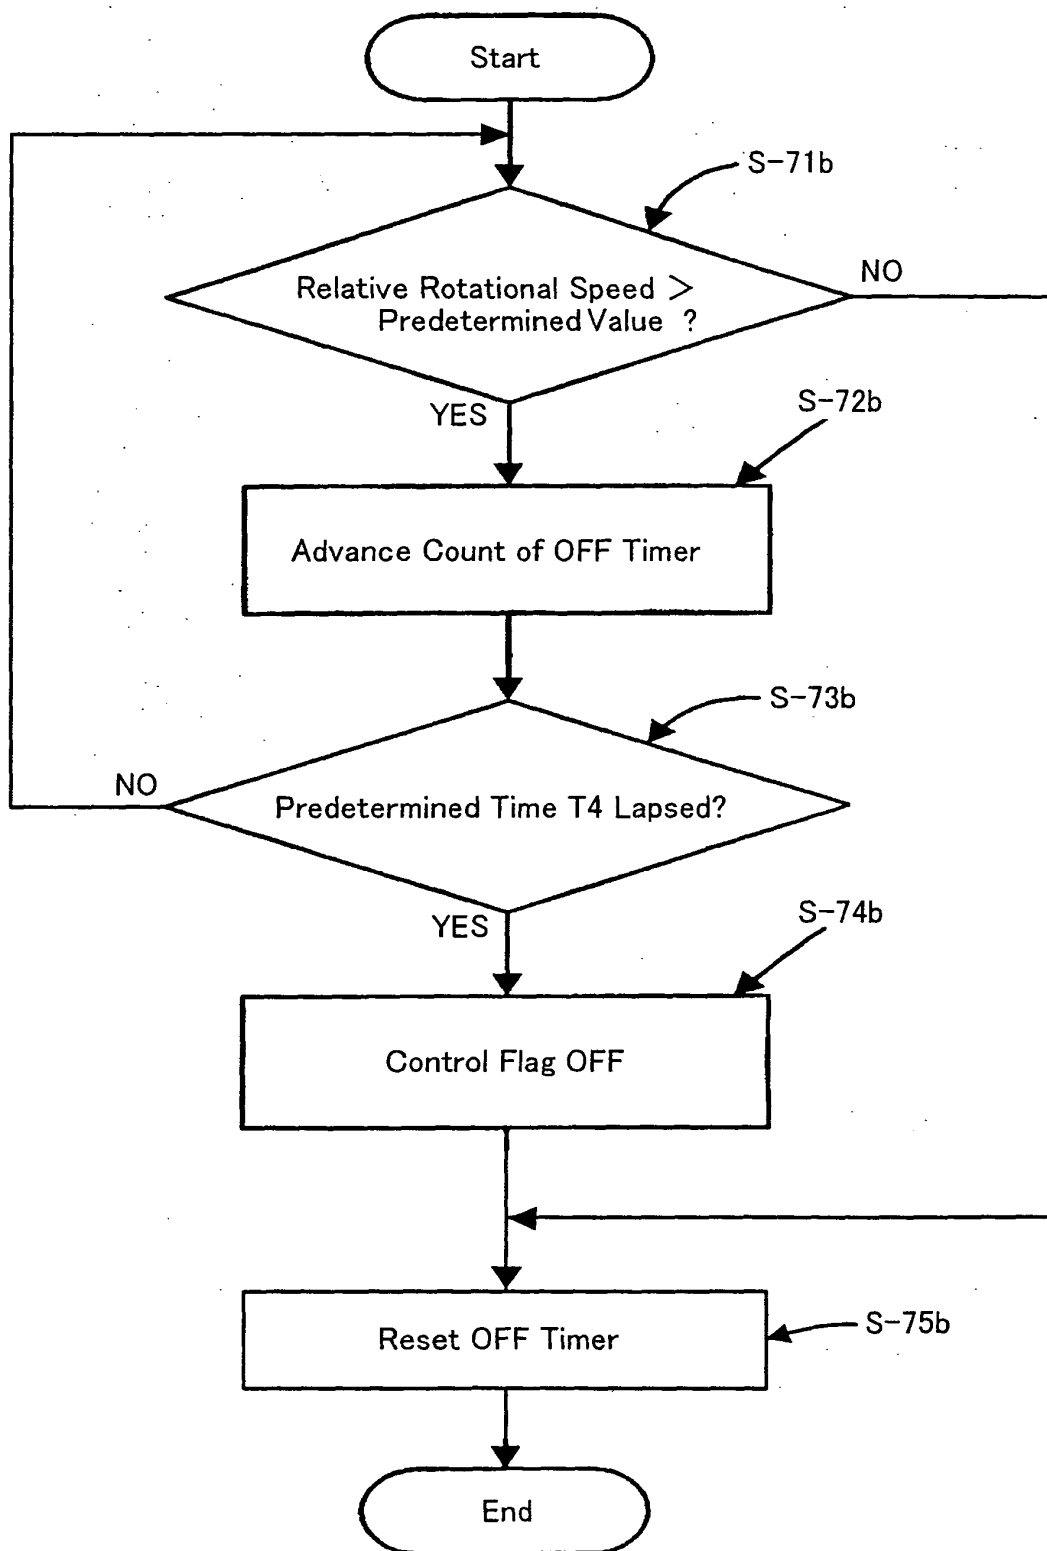 Start
S-71b
NO
Relative Rotational Speed >
Predetermined Value ?
YES
S-72b
Advance Count of OFF Timer
S-73b
NO
Predetermined Time T4 Lapsed?
YES
S-74b
Control Flag OFF
Reset OFF Timer
S-75b
End